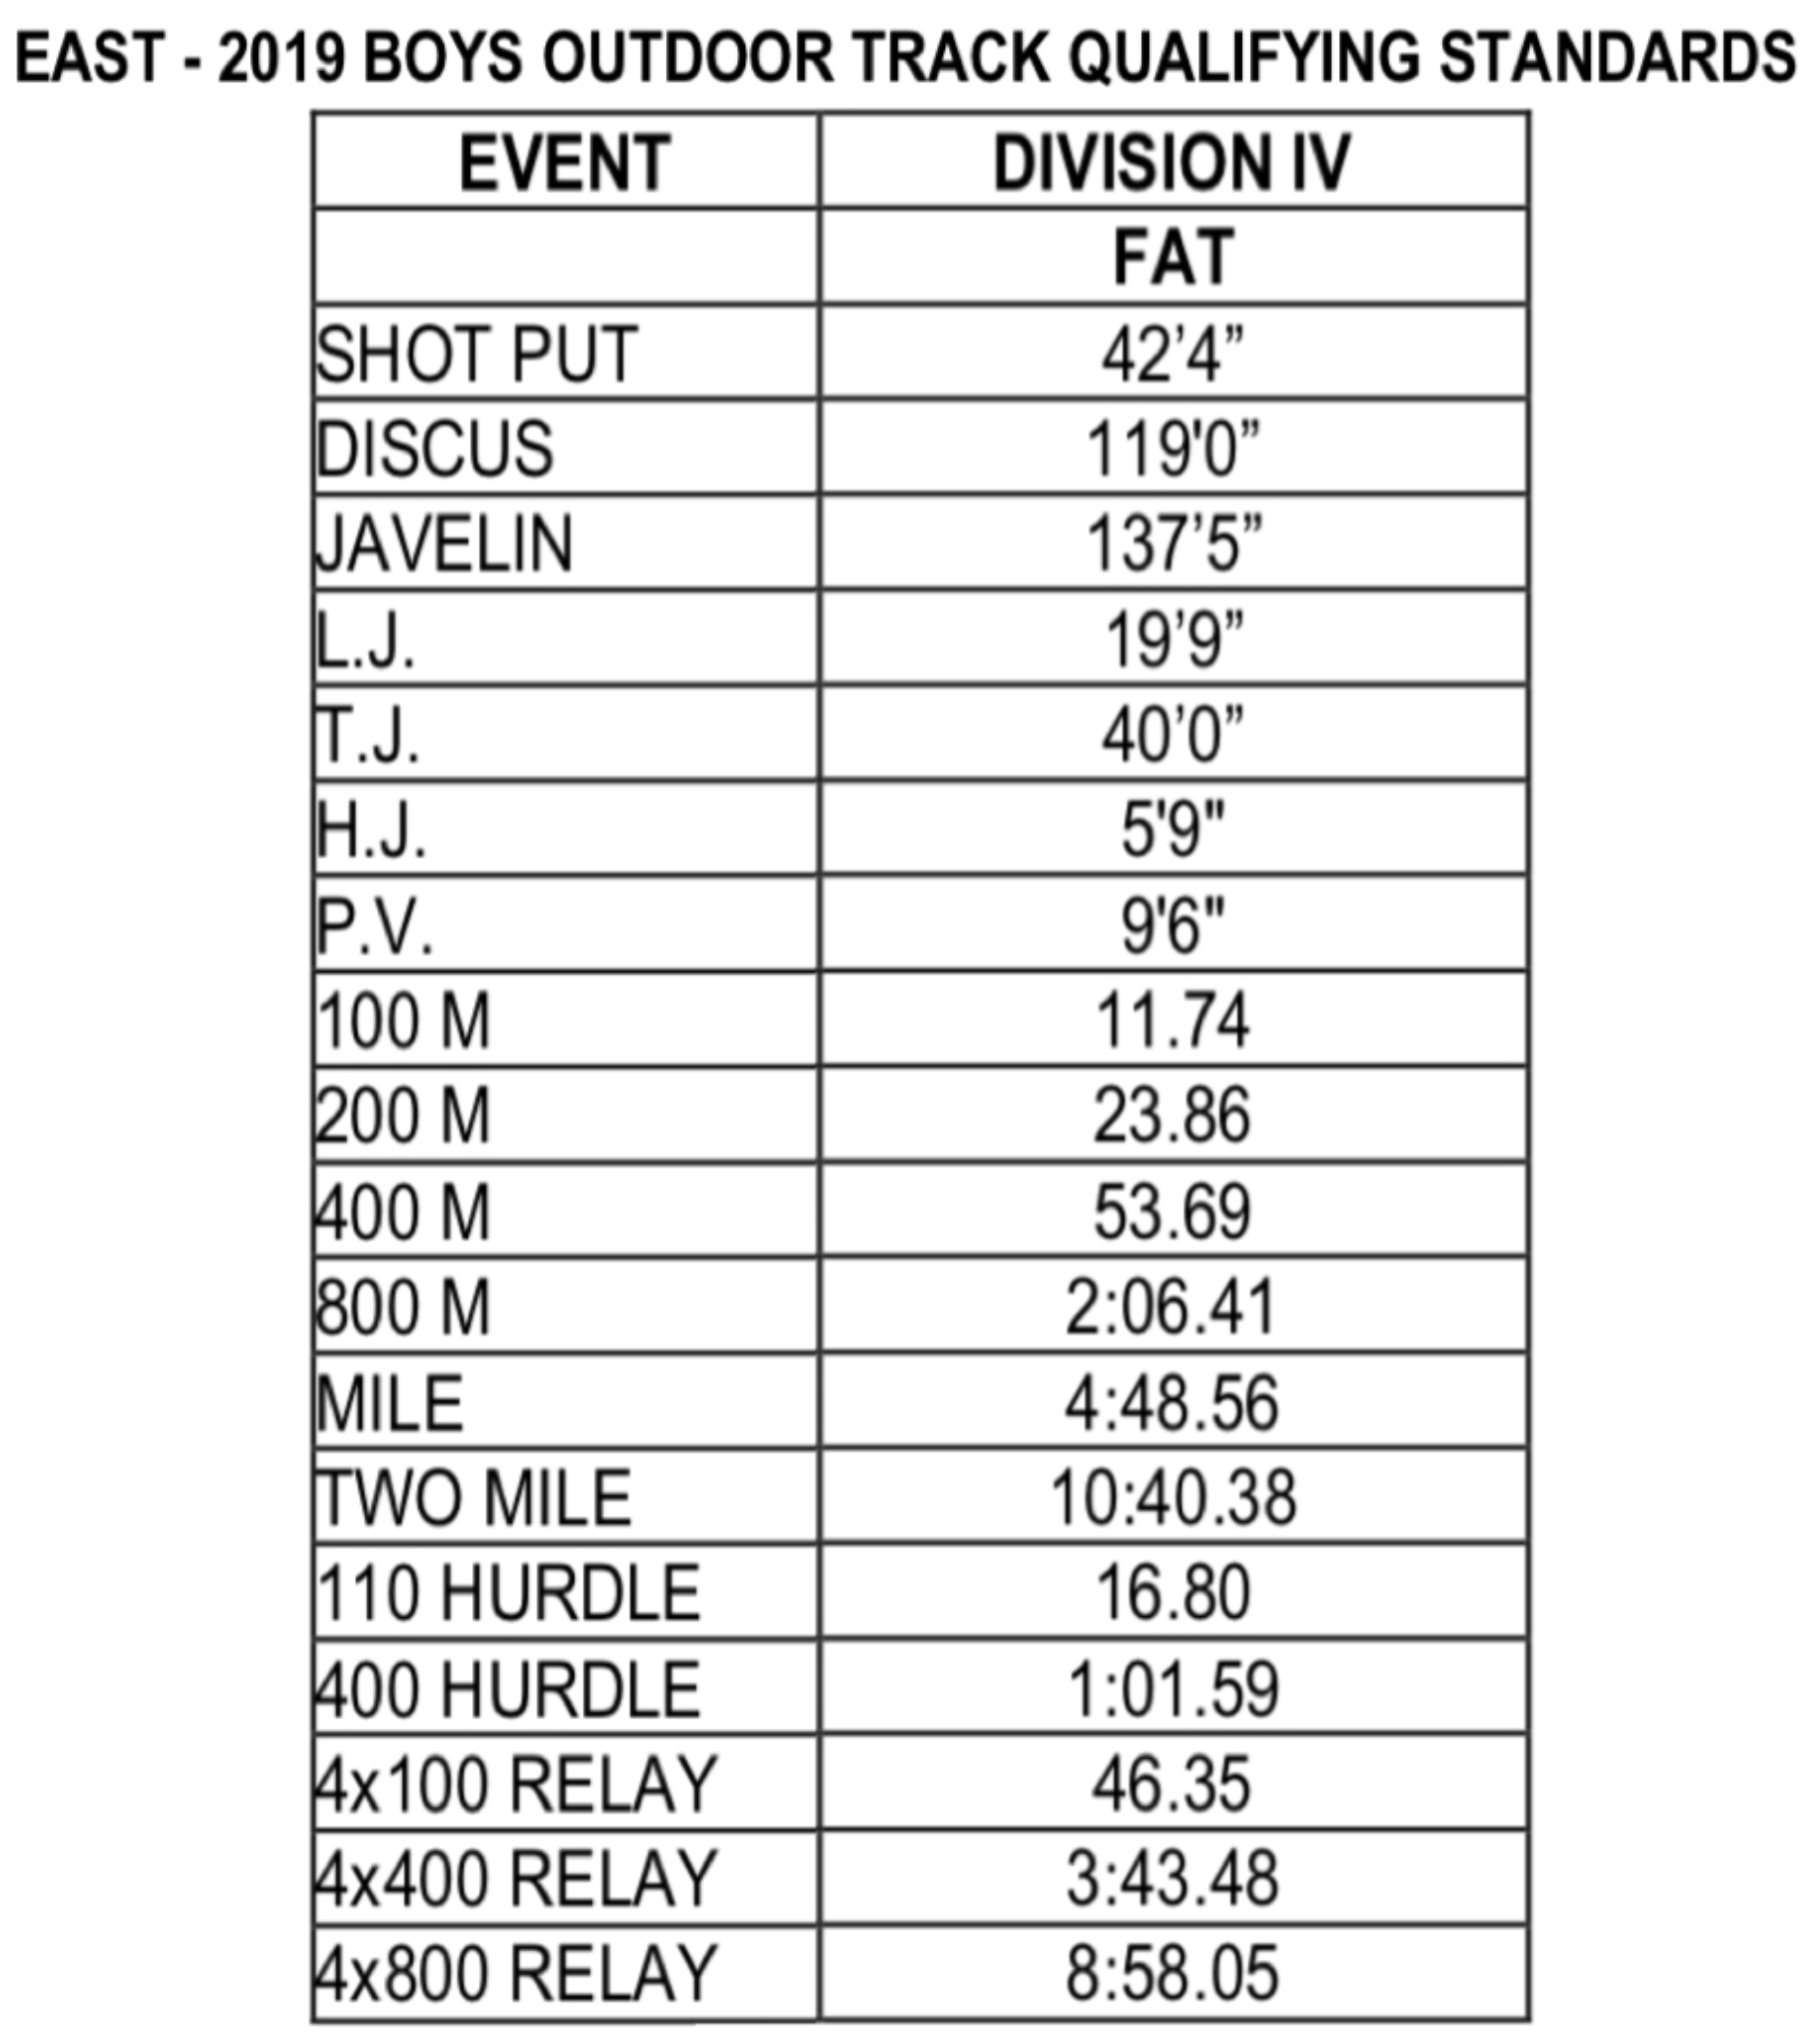 EAST - 2019 BOYS OUTDOOR TRACK QUALIFYING STANDARDS
EVENT DIVISION IV
FAT
SHOT PUT 42’4”
DISCUS 119'0”
JAVELIN 137’5”
L.J. 19’9”
T.J. 40’0”
H.J. 5'9"
P.V. 9'6"
100 M 11.74
200 M 23.86
400 M 53.69
800 M 2:06.41
MILE 4:48.56
TWO MILE 10:40.38
110 HURDLE 16.80
400 HURDLE 1:01.59
4x100 RELAY 46.35
4x400 RELAY 3:43.48
4x800 RELAY 8:58.05